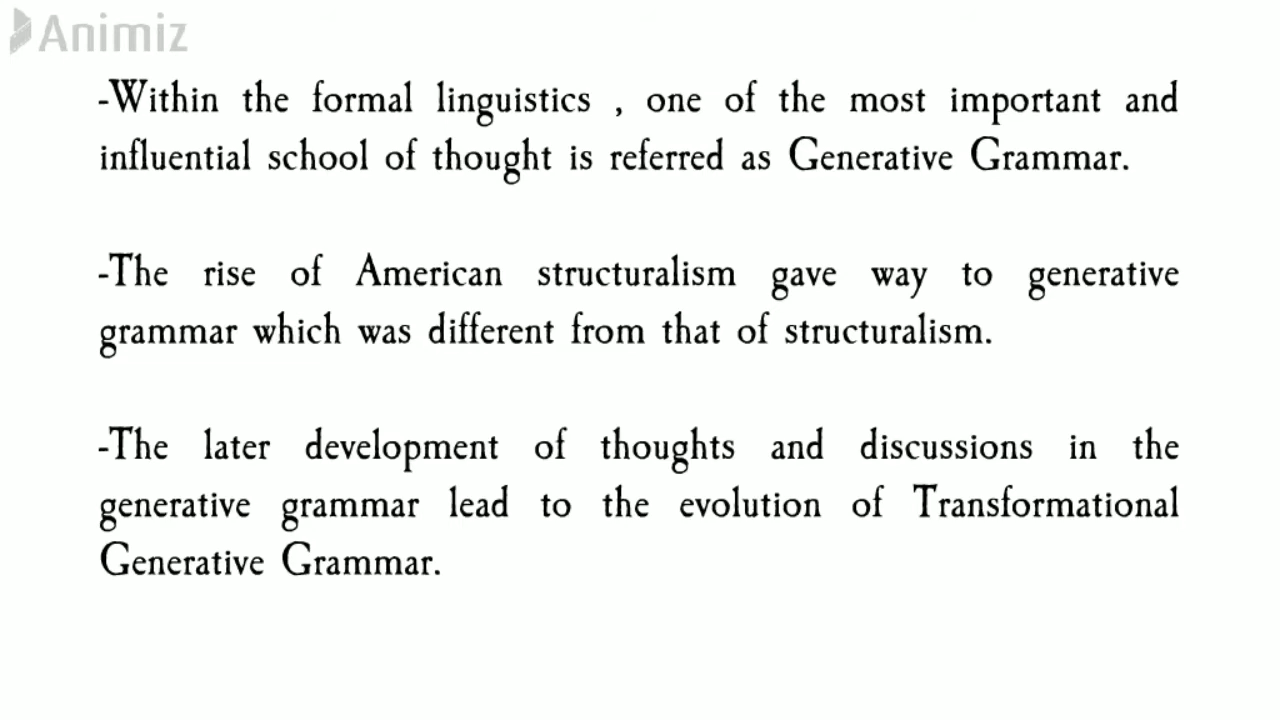 Animiz
-Within the formal linguistics , one of the most important and
influential school of thought is referred as Generative Grammar.
-The rise of American structuralism gave way to generative
grammar which was different from that of structuralism.
-The later development of thoughts and discussions in the
generative grammar lead to the evolution of Transformational
Generative Grammar.